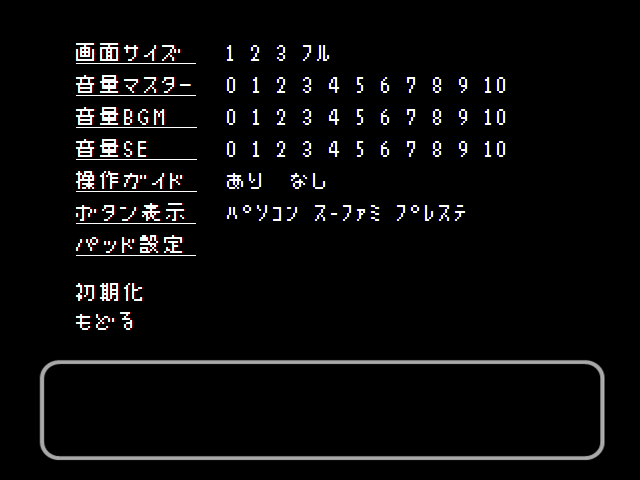 画面サイズ 1 2 3 フル
音量マスター 0 1 2 3 4 5 6 7 8 9 10
音量BGM 0 1 2 3 4 5 6 7 8 9 10
音量SE 0 1 2 3 4 5 6 7 8 9 10
操作ガイド あり なし
ボタン表示 パソコン スーファミ プレステ
パッド設定
初期化
もどる